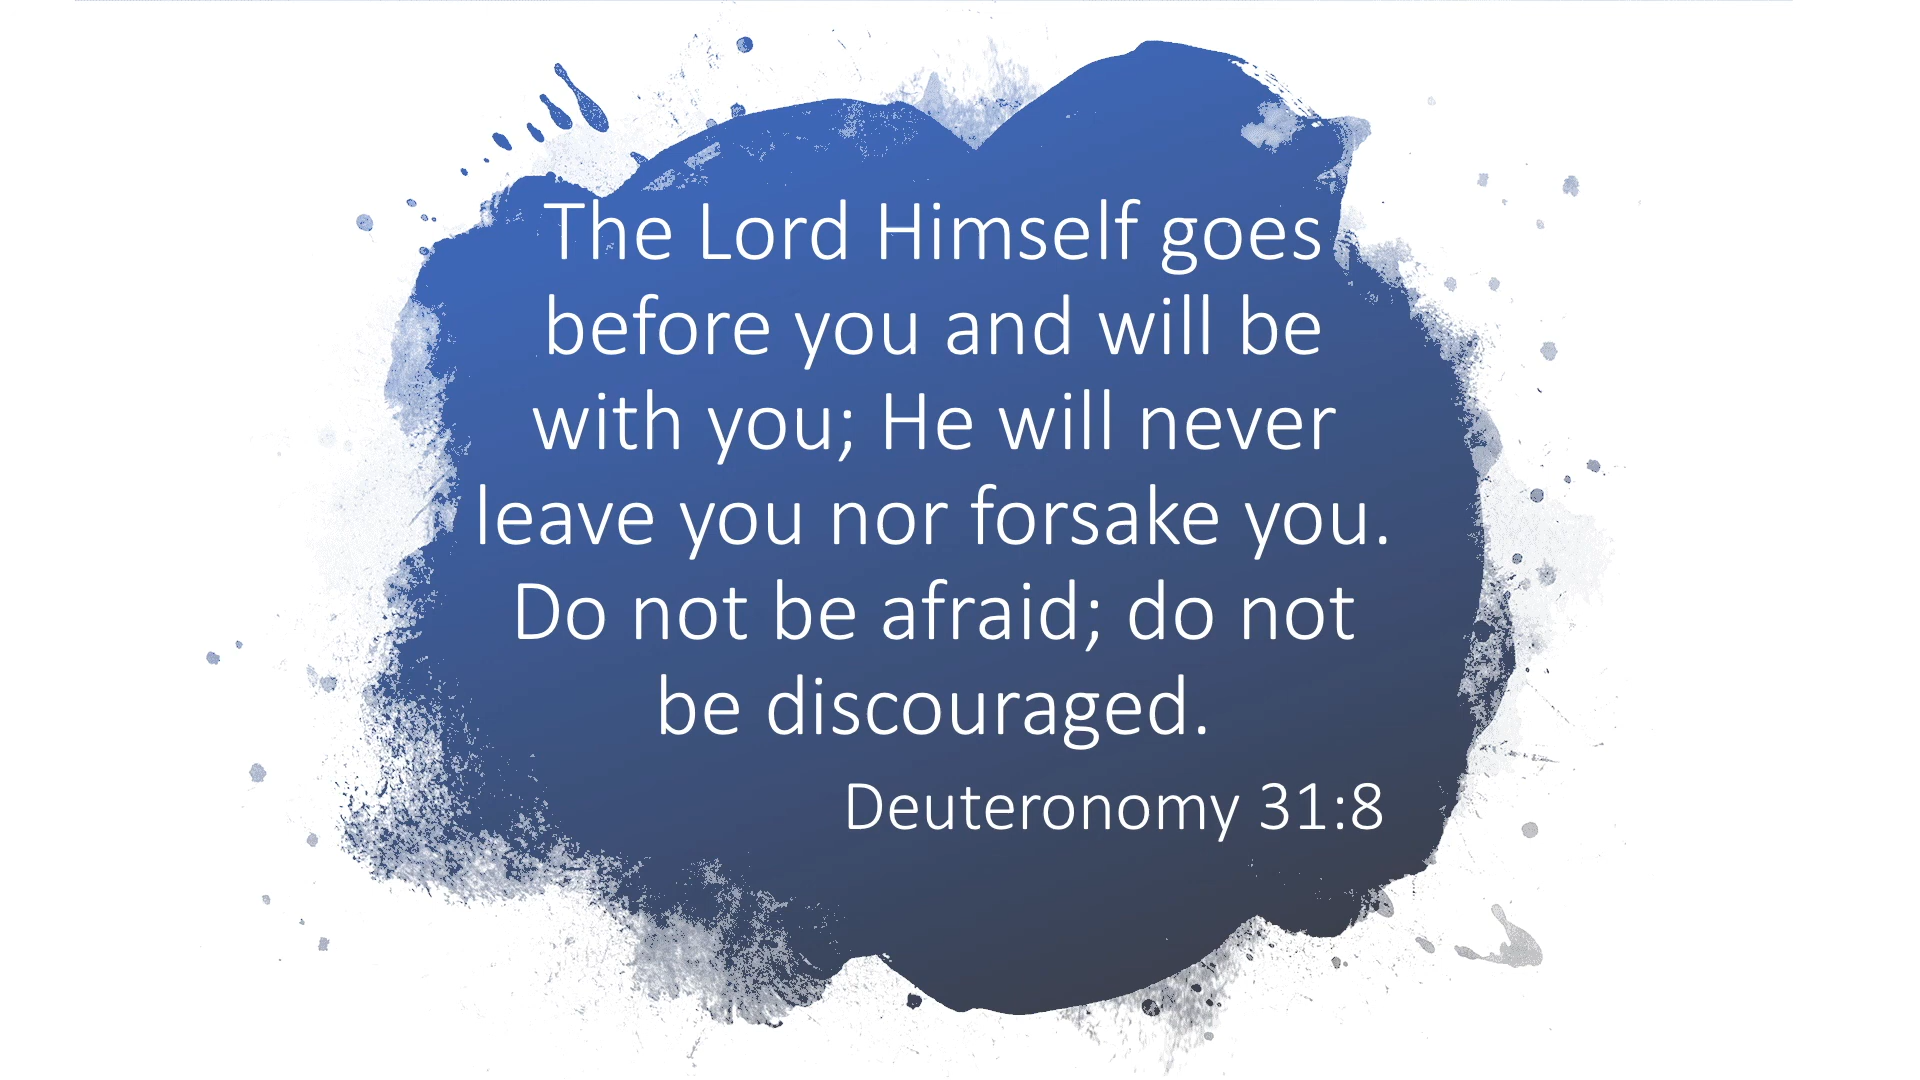 The Lord Himself goes
before you and will be
with you; He will never
leave you nor forsake you.
Do not be afraid; do not
be discouraged.
Deuteronomy 31:8